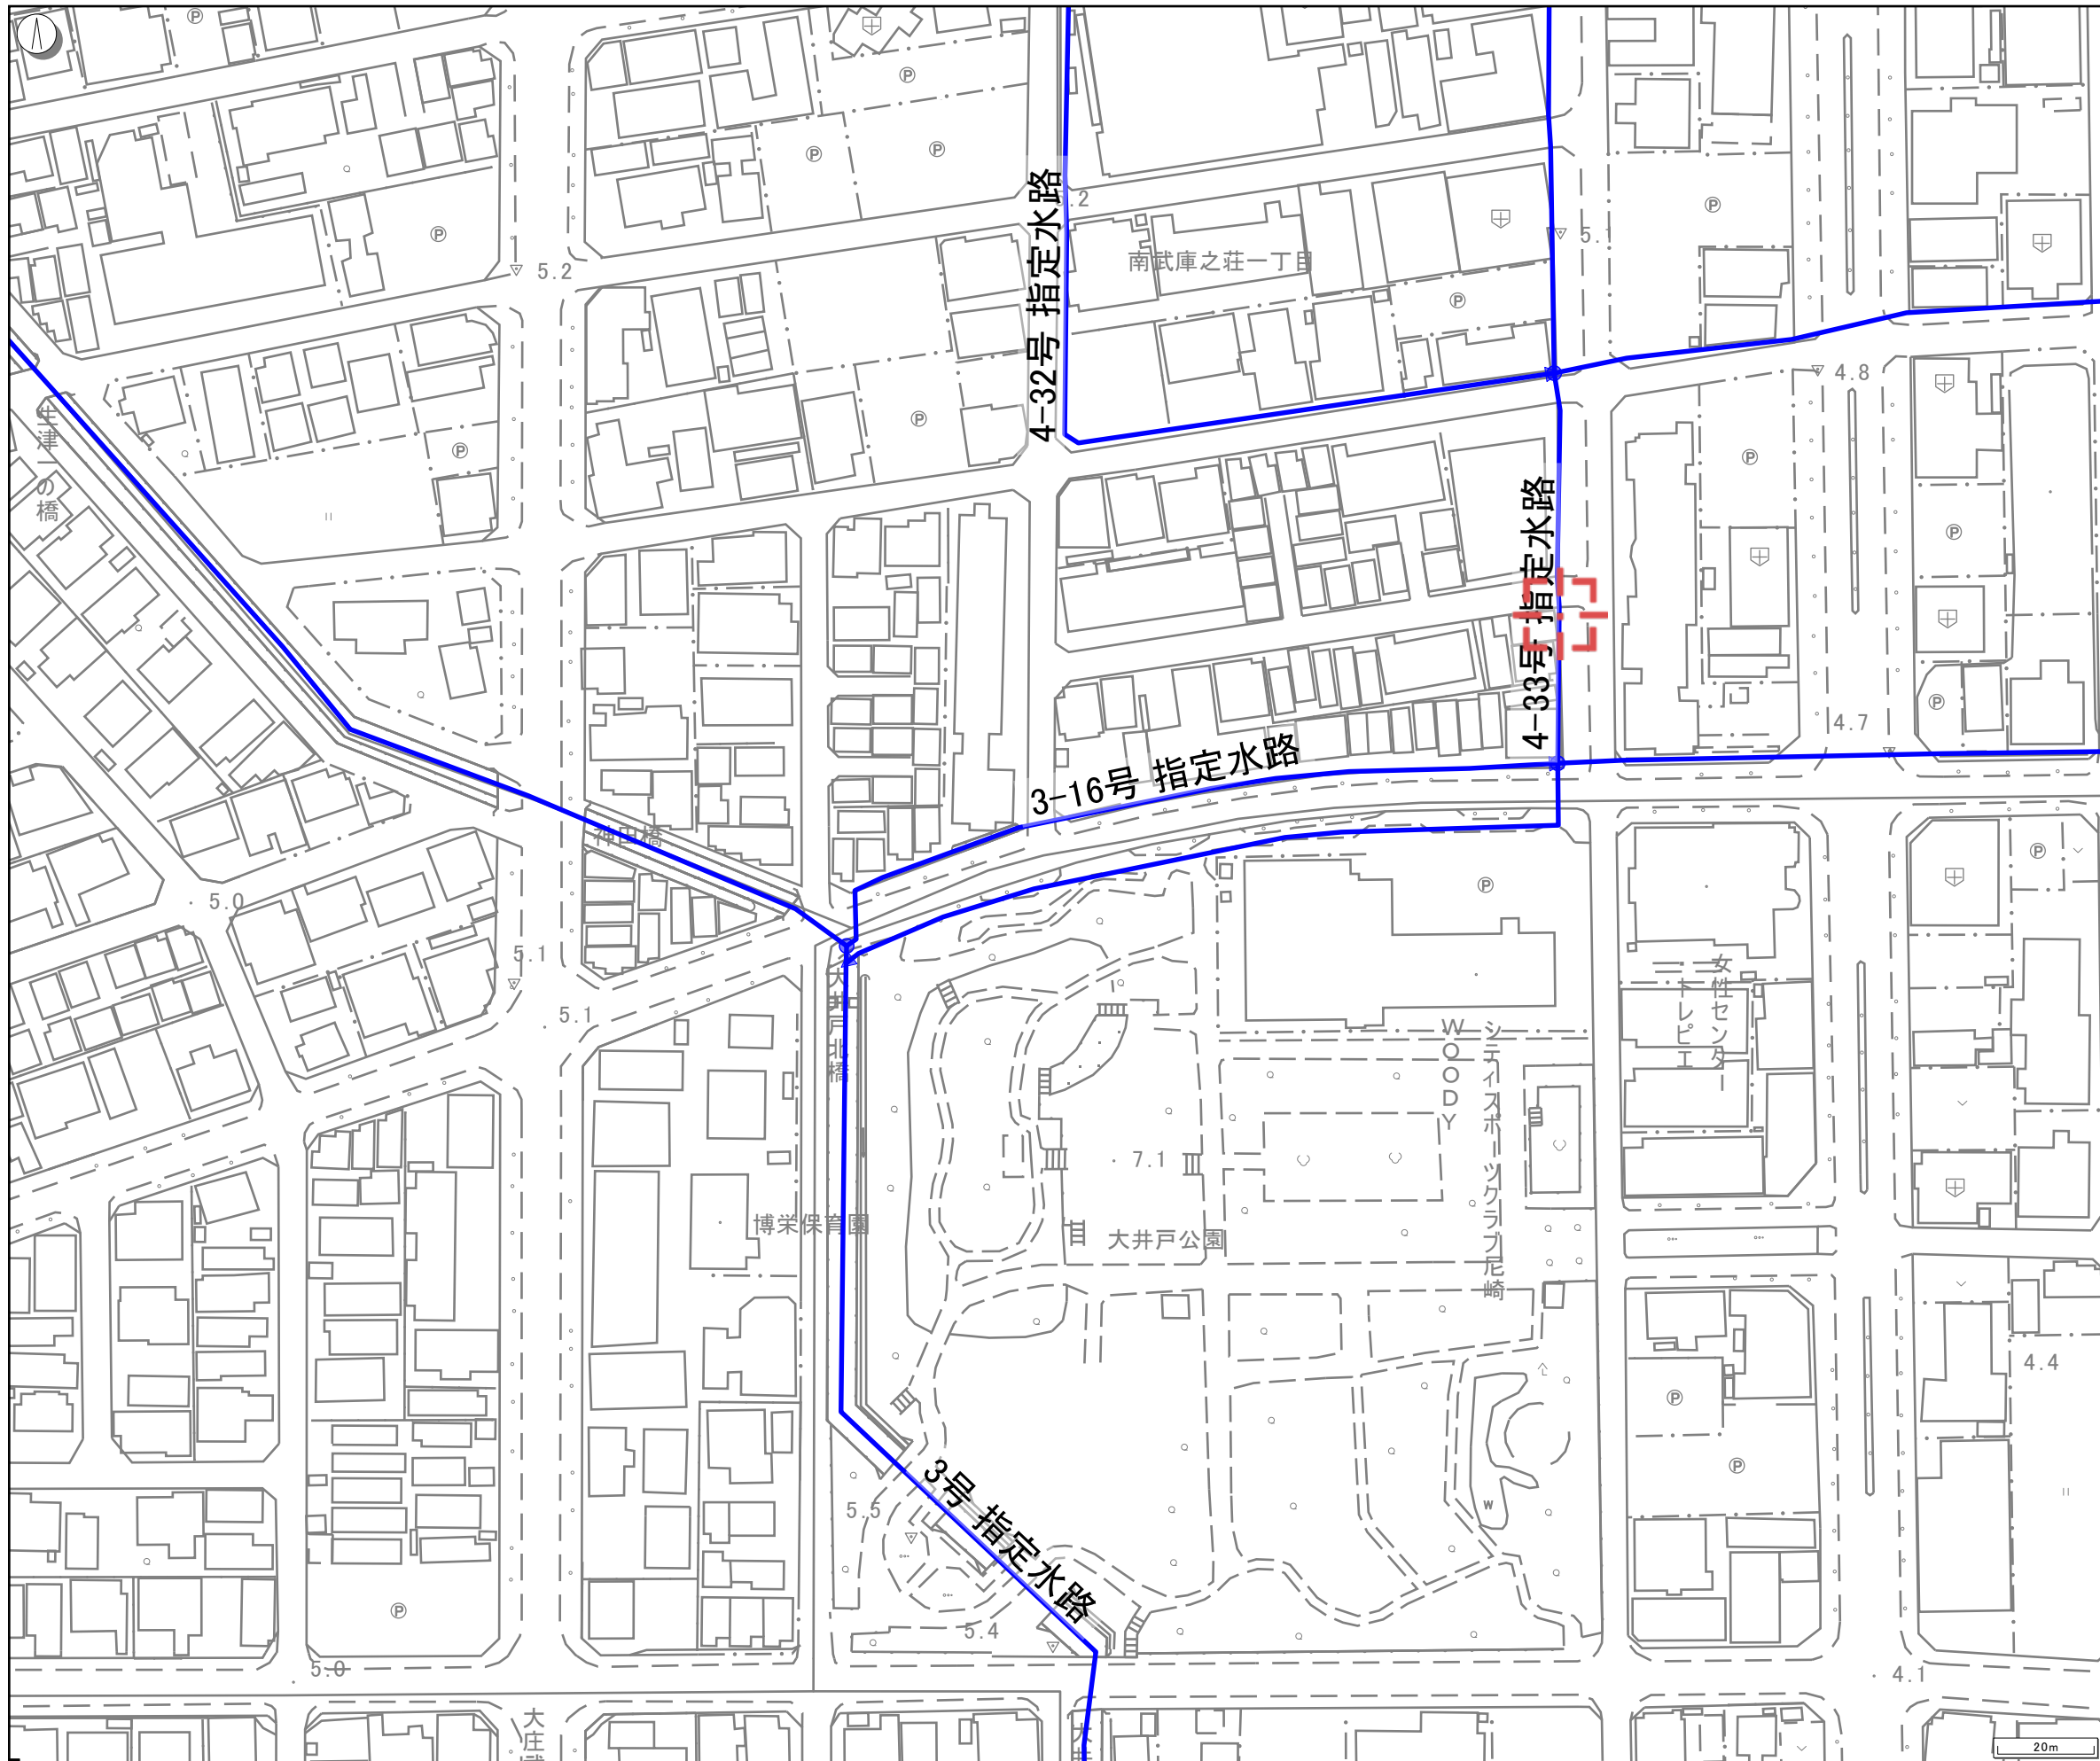 4-32号 指定水路
5.2
南武庫之荘一丁目
5.1
4.8
生津一の橋
4-33号 指定水路
4.7
3-16号 指定水路
神田橋
5.0
5.1
5.1
大井戸北橋
女性センター
トレピエ
シティスポーツクラブ尼崎
WOODY
7.1
博栄保育園
大井戸公園
4.4
5.5
3号 指定水路
5.4
5.0
4.1
大庄武
20m